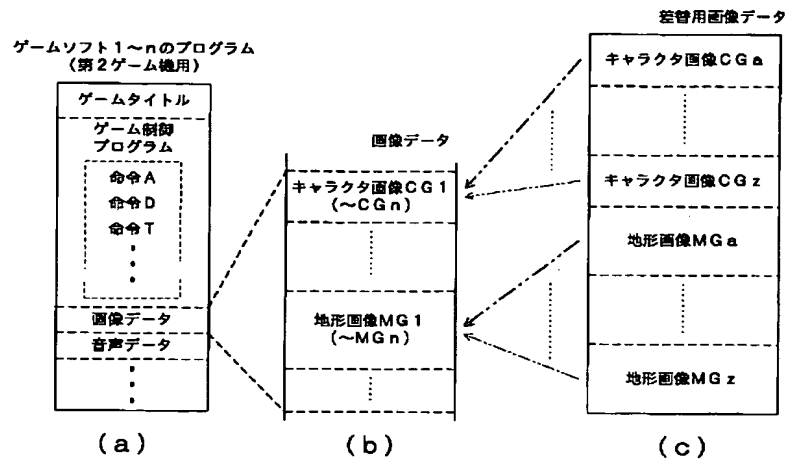 ゲームソフト1~nのプログラム
(第2ゲーム機用)
ゲームタイトル
ゲーム制御
プログラム
命令A
命令D
命令T
画像データ
音声データ
(a)
画像データ
キャラクタ画像CG1
(~CGn)
地形画像MG1
(~MGn)
(b)
差替用画像データ
キャラクタ画像CGa
キャラクタ画像CGz
地形画像MGa
地形画像MGz
(c)